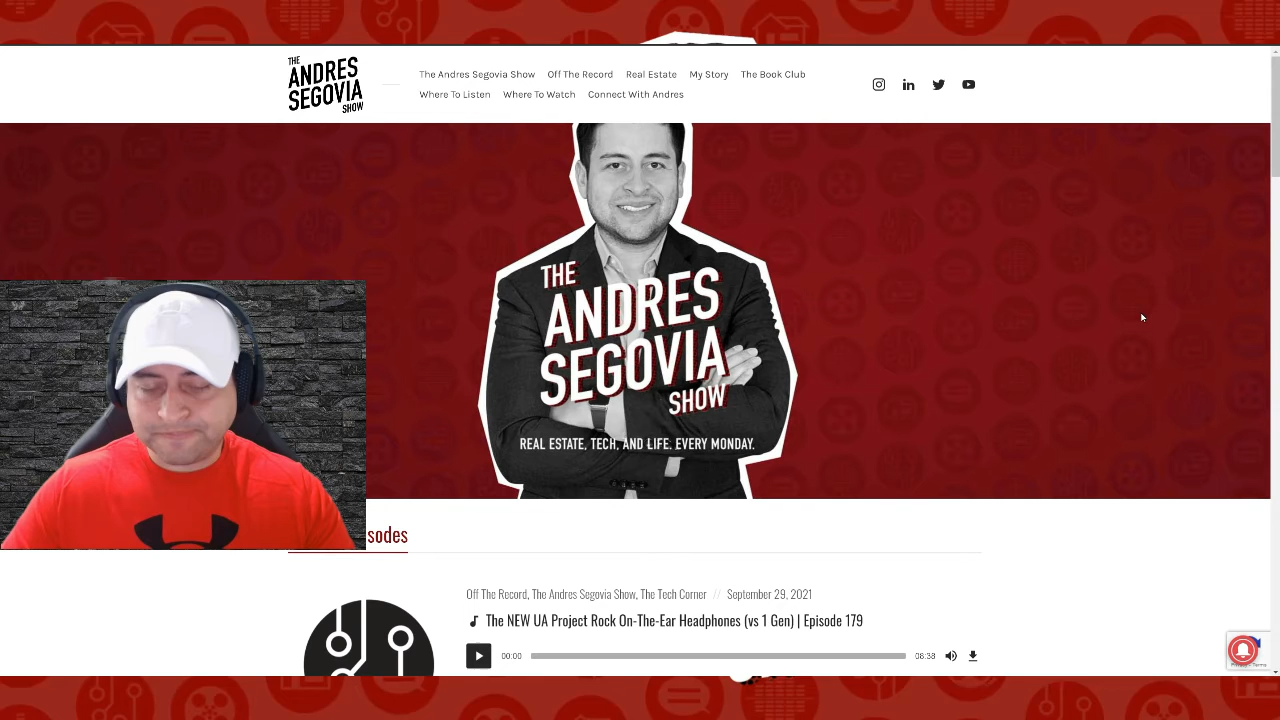 THE
ANDRES
SEGOVIA
SHOW
The Andres Segovia Show Off The Record Real Estate My Story The Book Club
Where To Listen Where To Watch Connect With Andres
THE
ANDRES
SEGOVIA
SHOW
REAL ESTATE, TECH, AND LIFE. EVERY MONDAY.
sodes
Off The Record, The Andres Segovia Show, The Tech Corner // September 29, 2021
The NEW UA Project Rock On-The-Ear Headphones (vs 1 Gen) | Episode 179
00:00 08:38
Privacy - Terms